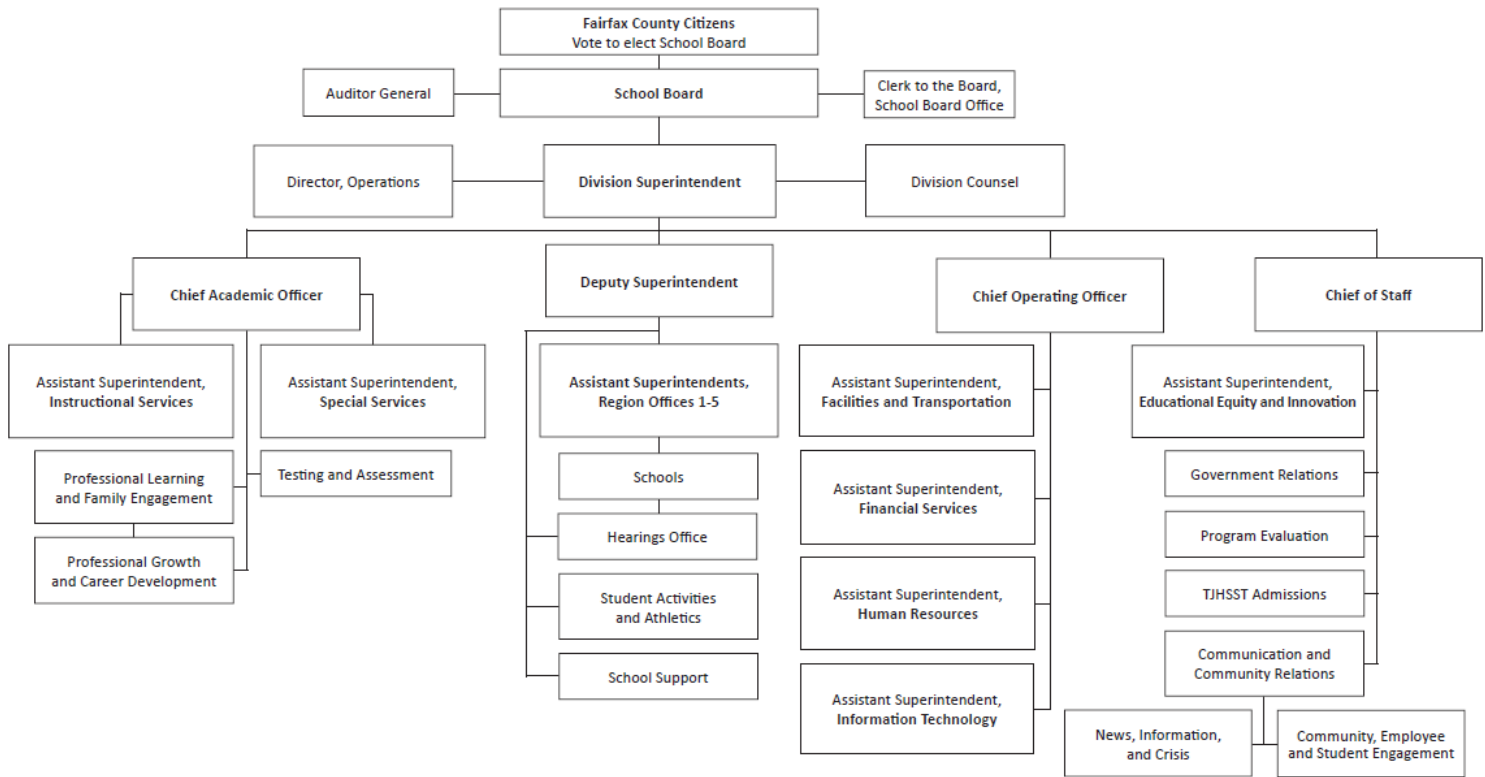 Fairfax County Citizens
Vote to elect School Board
Auditor General
School Board
Clerk to the Board,
School Board Office
Director, Operations
Division Superintendent
Division Counsel
Chief Academic Officer
Deputy Superintendent
Chief Operating Officer
Chief of Staff
Assistant Superintendent,
Instructional Services
Assistant Superintendent,
Special Services
Professional Learning
and Family Engagement
Testing and Assessment
Professional Growth
and Career Development
Assistant Superintendents,
Region Offices 1-5
Schools
Hearings Office
Student Activities
and Athletics
School Support
Assistant Superintendent,
Facilities and Transportation
Assistant Superintendent,
Financial Services
Assistant Superintendent,
Human Resources
Assistant Superintendent,
Information Technology
Assistant Superintendent,
Educational Equity and Innovation
Government Relations
Program Evaluation
TJHSST Admissions
Communication and
Community Relations
News, Information,
and Crisis
Community, Employee
and Student Engagement